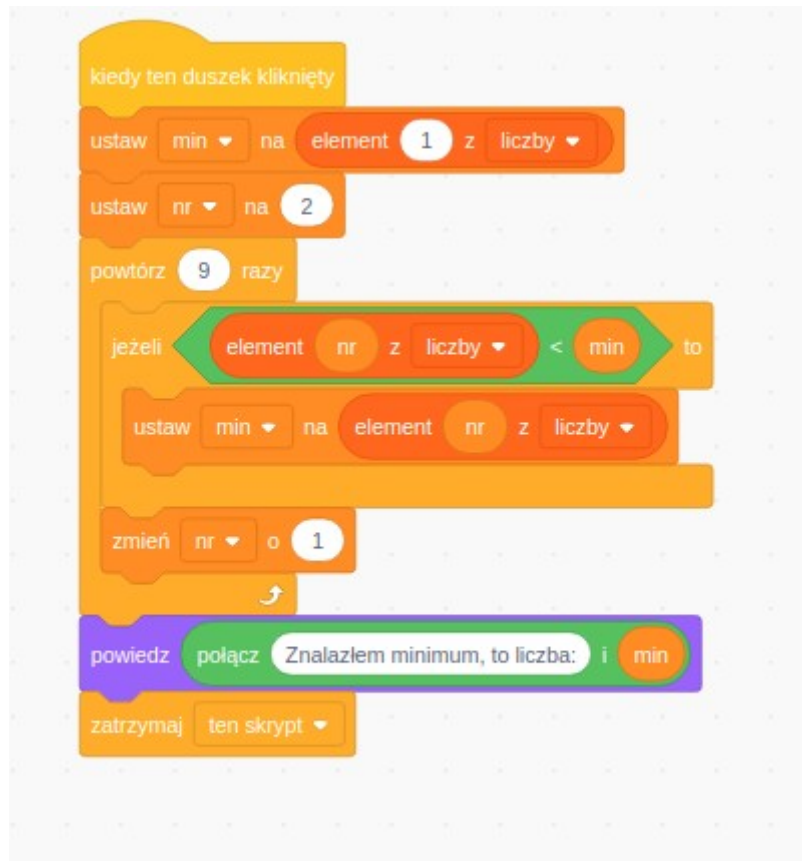 kiedy ten duszek kliknięty
ustaw min na element 1 z liczby
ustaw nr na 2
powtórz 9 razy
jeżeli element nr z liczby < min to
ustaw min na element nr z liczby
zmień nr o 1
powiedz połącz Znalazłem minimum, to liczba: i min
zatrzymaj ten skrypt